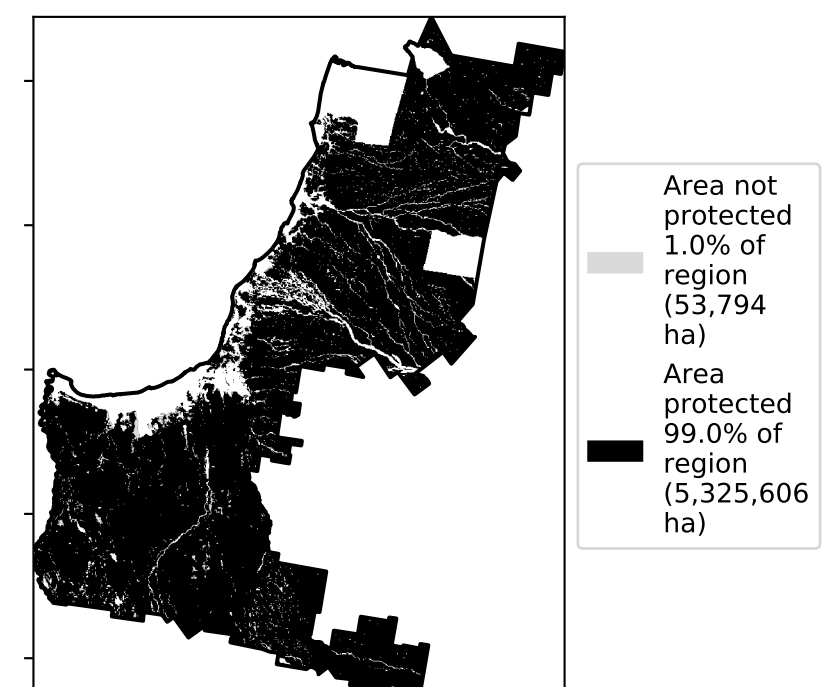 Area not
protected
1.0% of
region
(53,794
ha)
Area
protected
99.0% of
region
(5,325,606
ha)